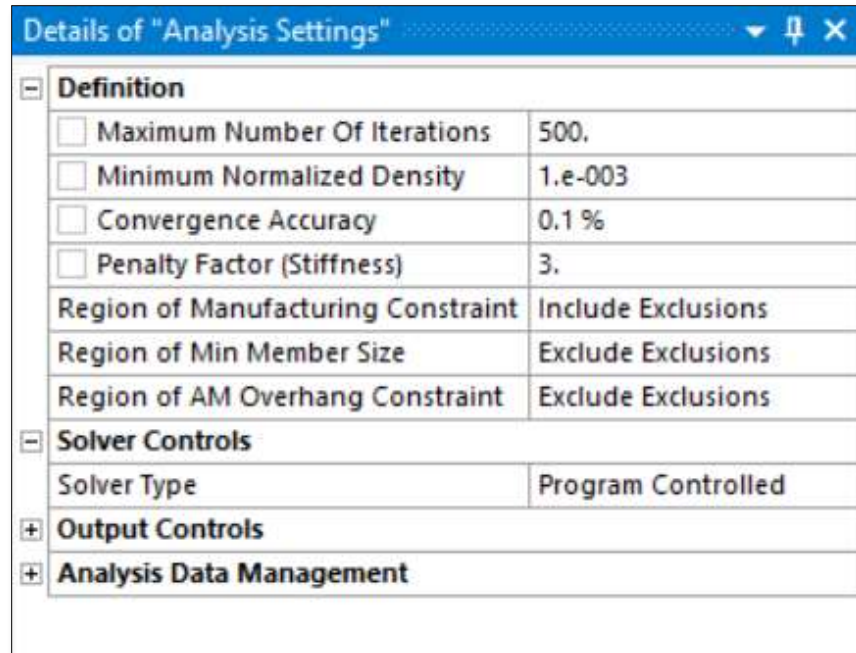 Details of "Analysis Settings"
Definition
Maximum Number Of Iterations 500.
Minimum Normalized Density 1.e-003
Convergence Accuracy 0.1 %
Penalty Factor (Stiffness) 3.
Region of Manufacturing Constraint Include Exclusions
Region of Min Member Size Exclude Exclusions
Region of AM Overhang Constraint Exclude Exclusions
Solver Controls
Solver Type Program Controlled
Output Controls
Analysis Data Management